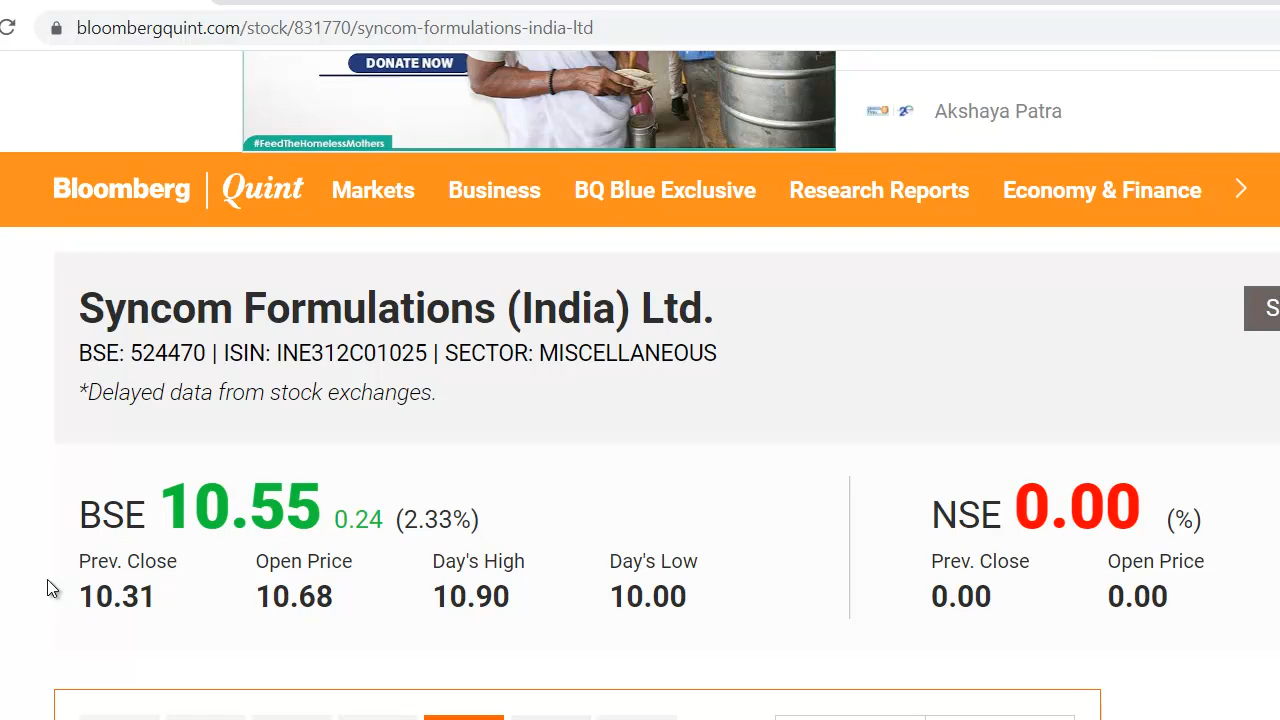 bloombergquint.com/stock/831770/syncom-formulations-india-ltd
DONATE NOW
#FeedTheHomelessMothers
Akshaya Patra
Bloomberg | Quint Markets Business BQ Blue Exclusive Research Reports Economy & Finance
Syncom Formulations (India) Ltd.
S
BSE: 524470 | ISIN: INE312C01025 | SECTOR: MISCELLANEOUS
*Delayed data from stock exchanges.
BSE 10.55 0.24 (2.33%)
Prev. Close Open Price Day's High Day's Low
10.31 10.68 10.90 10.00
NSE 0.00 (%)
Prev. Close Open Price
0.00 0.00